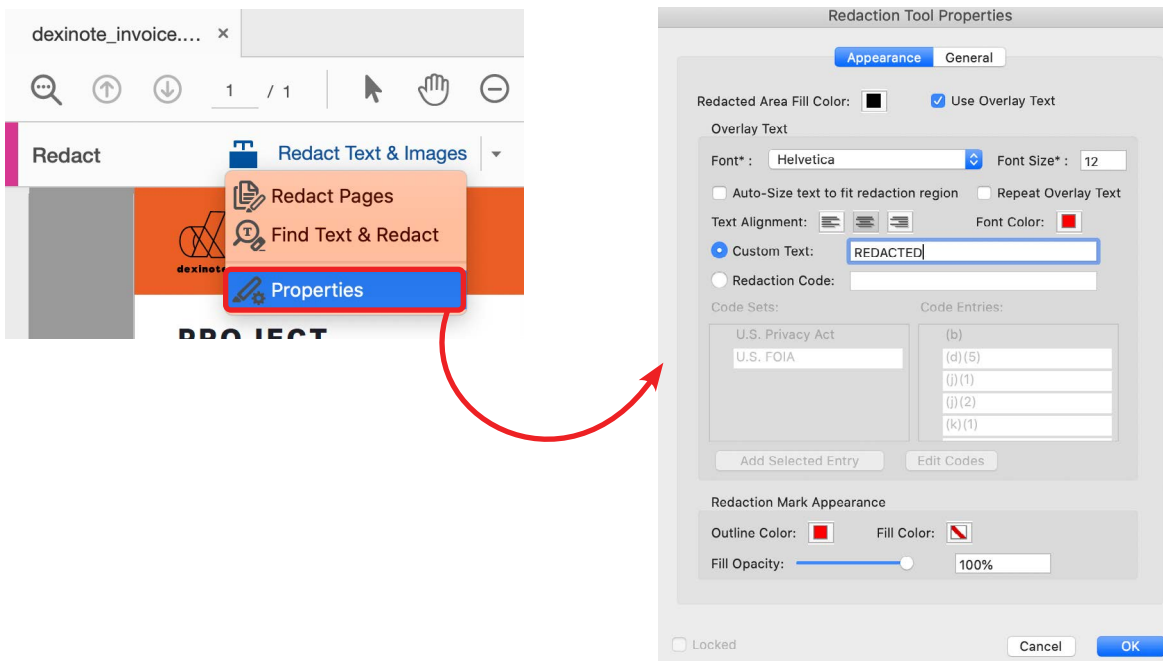 dexinote_invoice.... ×
1 / 1
Redact
Redact Text & Images
Redact Pages
Find Text & Redact
Properties
PROJECT
Redaction Tool Properties
Appearance General
Redacted Area Fill Color: Use Overlay Text
Overlay Text
Font* : Helvetica Font Size* : 12
Auto-Size text to fit redaction region Repeat Overlay Text
Text Alignment: Font Color:
Custom Text: REDACTED
Redaction Code:
Code Sets: Code Entries:
U.S. Privacy Act (b)
U.S. FOIA (d)(5)
(j)(1)
(j)(2)
(k)(1)
Add Selected Entry Edit Codes
Redaction Mark Appearance
Outline Color: Fill Color:
Fill Opacity: 100%
Locked Cancel OK